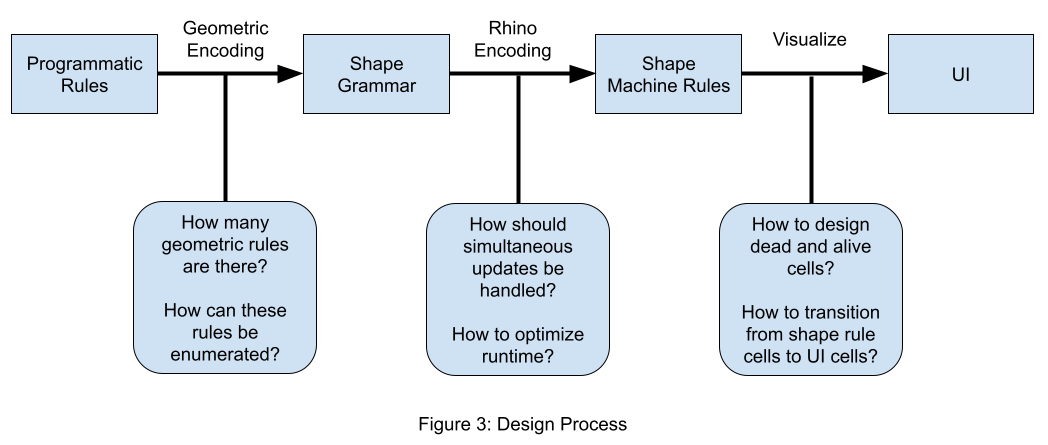 Programmatic
Rules
Geometric
Encoding
Shape
Grammar
Rhino
Encoding
Shape
Machine Rules
Visualize
UI
How many
geometric rules
are there?
How can these
rules be
enumerated?
How should
simultaneous
updates be
handled?
How to optimize
runtime?
How to design
dead and alive
cells?
How to transition
from shape rule
cells to UI cells?
Figure 3: Design Process